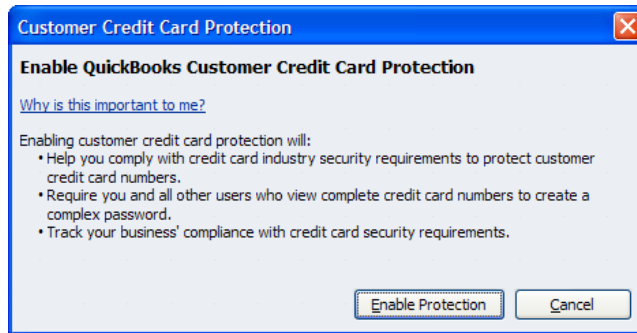 Customer Credit Card Protection
Enable QuickBooks Customer Credit Card Protection
Why is this important to me?
Enabling customer credit card protection will:
• Help you comply with credit card industry security requirements to protect customer
credit card numbers.
• Require you and all other users who view complete credit card numbers to create a
complex password.
• Track your business' compliance with credit card security requirements.
Enable Protection
Cancel